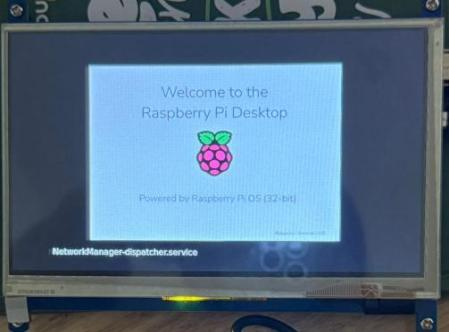 Welcome to the
Raspberry Pi Desktop
Powered by Raspberry Pi OS (32-bit)
NetworkManager-dispatcher.service